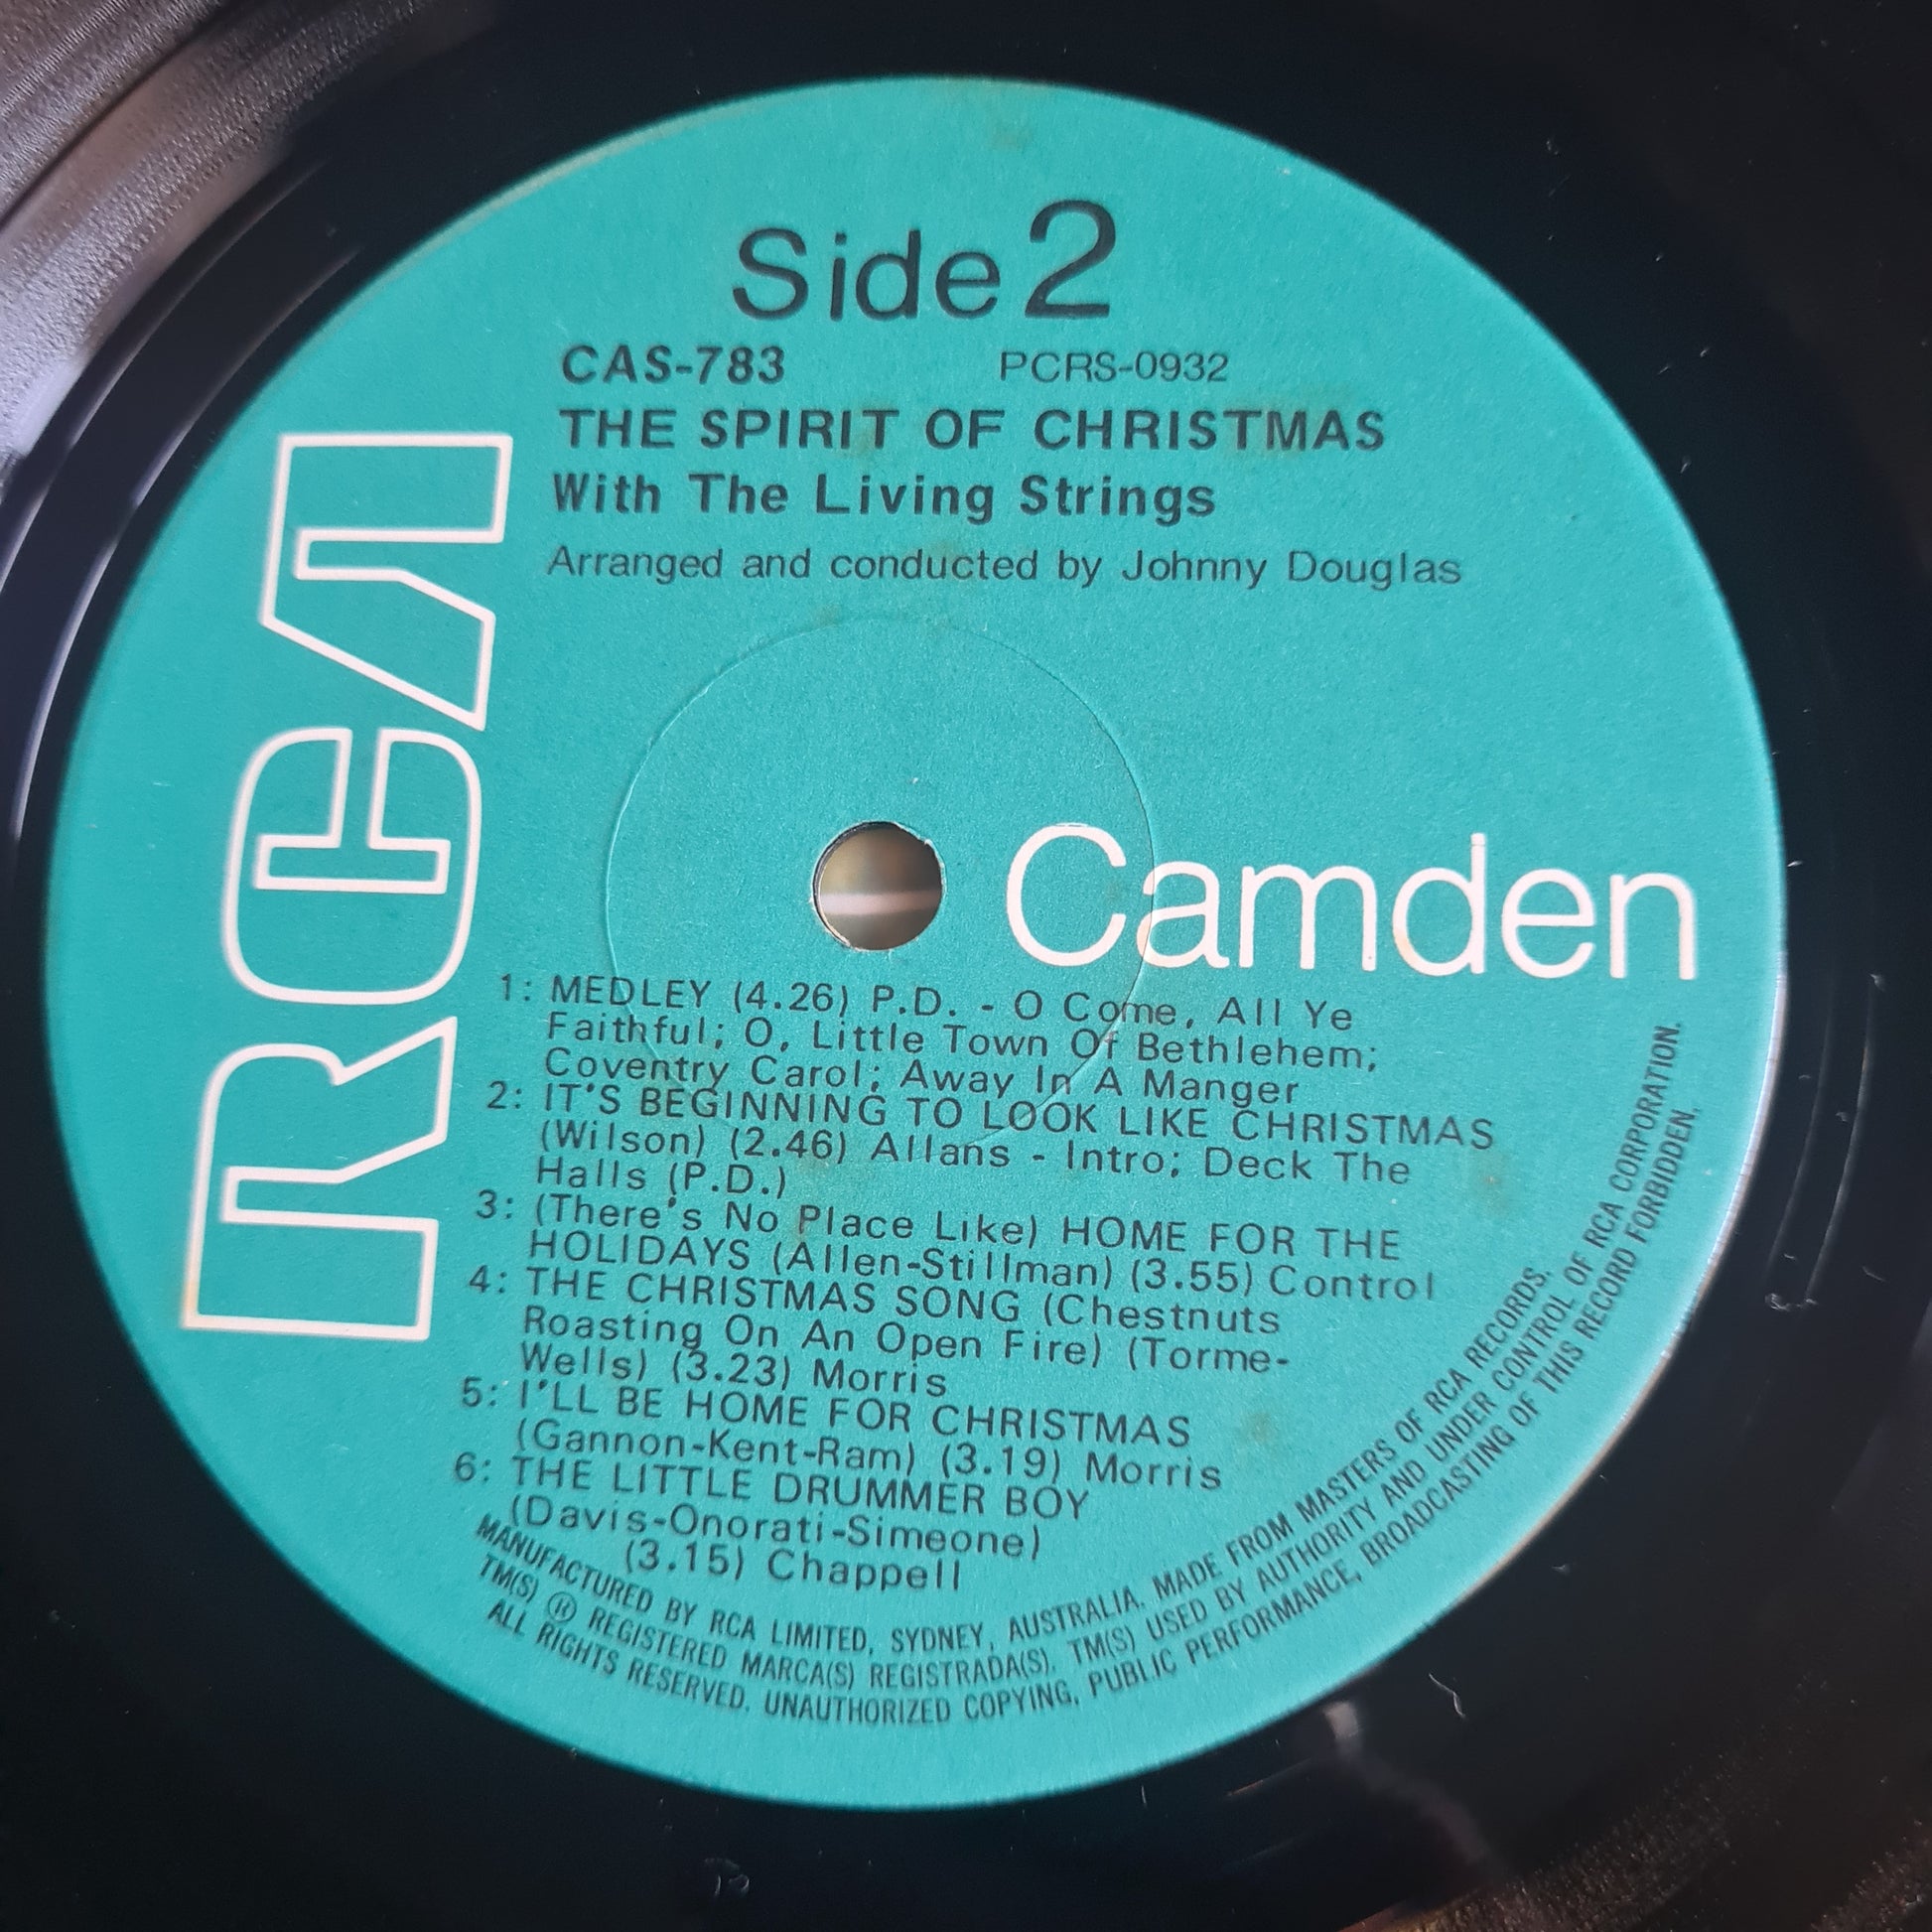 Side 2
CAS-783 PCRS-0932
THE SPIRIT OF CHRISTMAS
With The Living Strings
Arranged and conducted by Johnny Douglas
RCA
Camden
1: MEDLEY (4.26) P.D. - O Come, All Ye
Faithful; O, Little Town Of Bethlehem;
Coventry Carol; Away In A Manger
2: IT'S BEGINNING TO LOOK LIKE CHRISTMAS
(Wilson) (2.46) Allans - Intro; Deck The
Halls (P.D.)
3: (There's No Place Like) HOME FOR THE
HOLIDAYS (Allen-Stillman) (3.55) Control
4: THE CHRISTMAS SONG (Chestnuts
Roasting On An Open Fire) (Torme-
Wells) (3.23) Morris
5: I'LL BE HOME FOR CHRISTMAS
(Gannon-Kent-Ram) (3.19) Morris
6: THE LITTLE DRUMMER BOY
(Davis-Onorati-Simeone)
(3.15) Chappell
MANUFACTURED BY RCA LIMITED, SYDNEY, AUSTRALIA. MADE FROM MASTERS OF RCA RECORDS.
TM(S) ® REGISTERED MARCA(S) REGISTRADA(S). TM(S) USED BY AUTHORITY AND UNDER CONTROL OF RCA CORPORATION.
ALL RIGHTS RESERVED. UNAUTHORIZED COPYING, PUBLIC PERFORMANCE, BROADCASTING OF THIS RECORD FORBIDDEN.